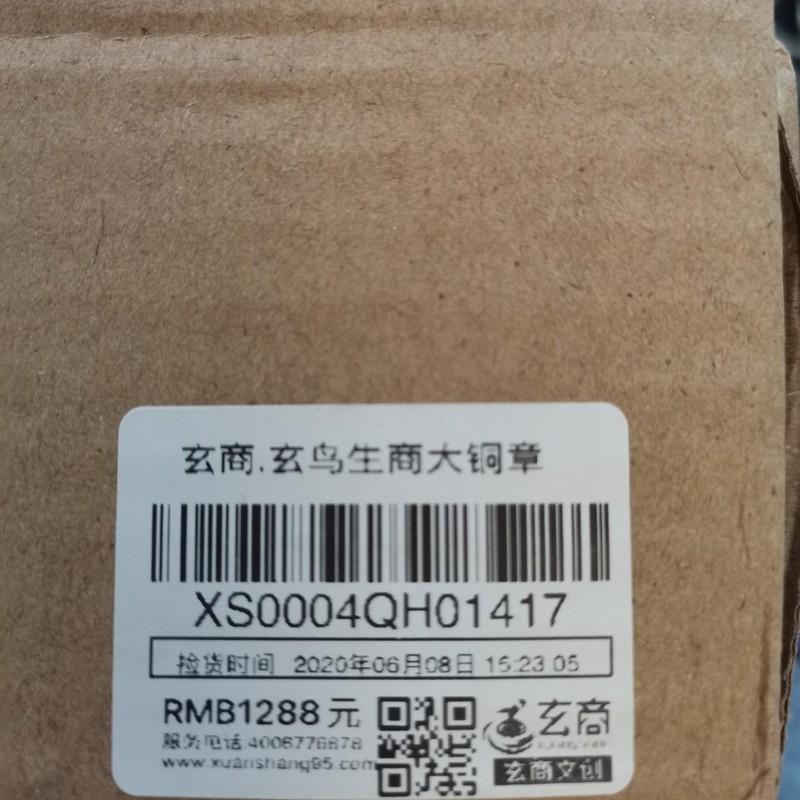 玄商.玄鸟生商大铜章
XS0004QH01417
捡货时间 2020年06月08日 15:23:05
RMB1288元
服务电话:4006776878
www.xuanshang95.com
玄商
玄商文创